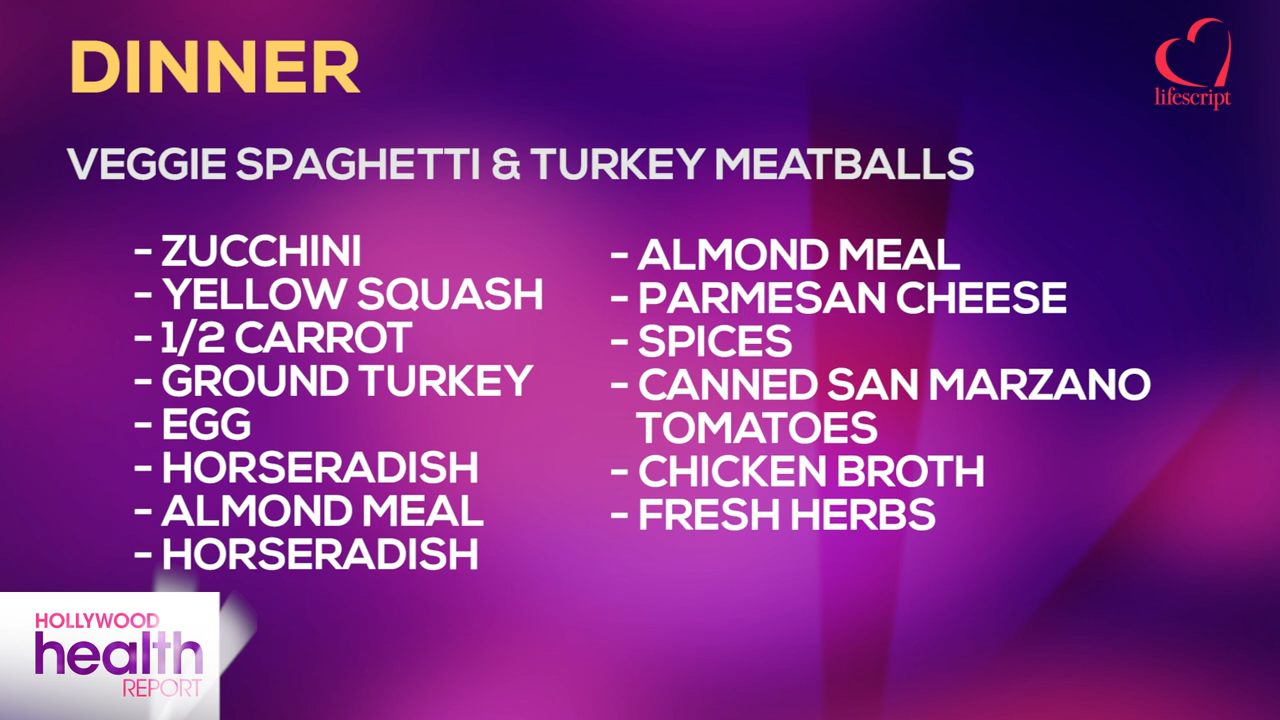 DINNER
lifescript
VEGGIE SPAGHETTI & TURKEY MEATBALLS
- ZUCCHINI
- YELLOW SQUASH
- 1/2 CARROT
- GROUND TURKEY
- EGG
- HORSERADISH
- ALMOND MEAL
- HORSERADISH
- ALMOND MEAL
- PARMESAN CHEESE
- SPICES
- CANNED SAN MARZANO
TOMATOES
- CHICKEN BROTH
- FRESH HERBS
HOLLYWOOD
health
REPORT